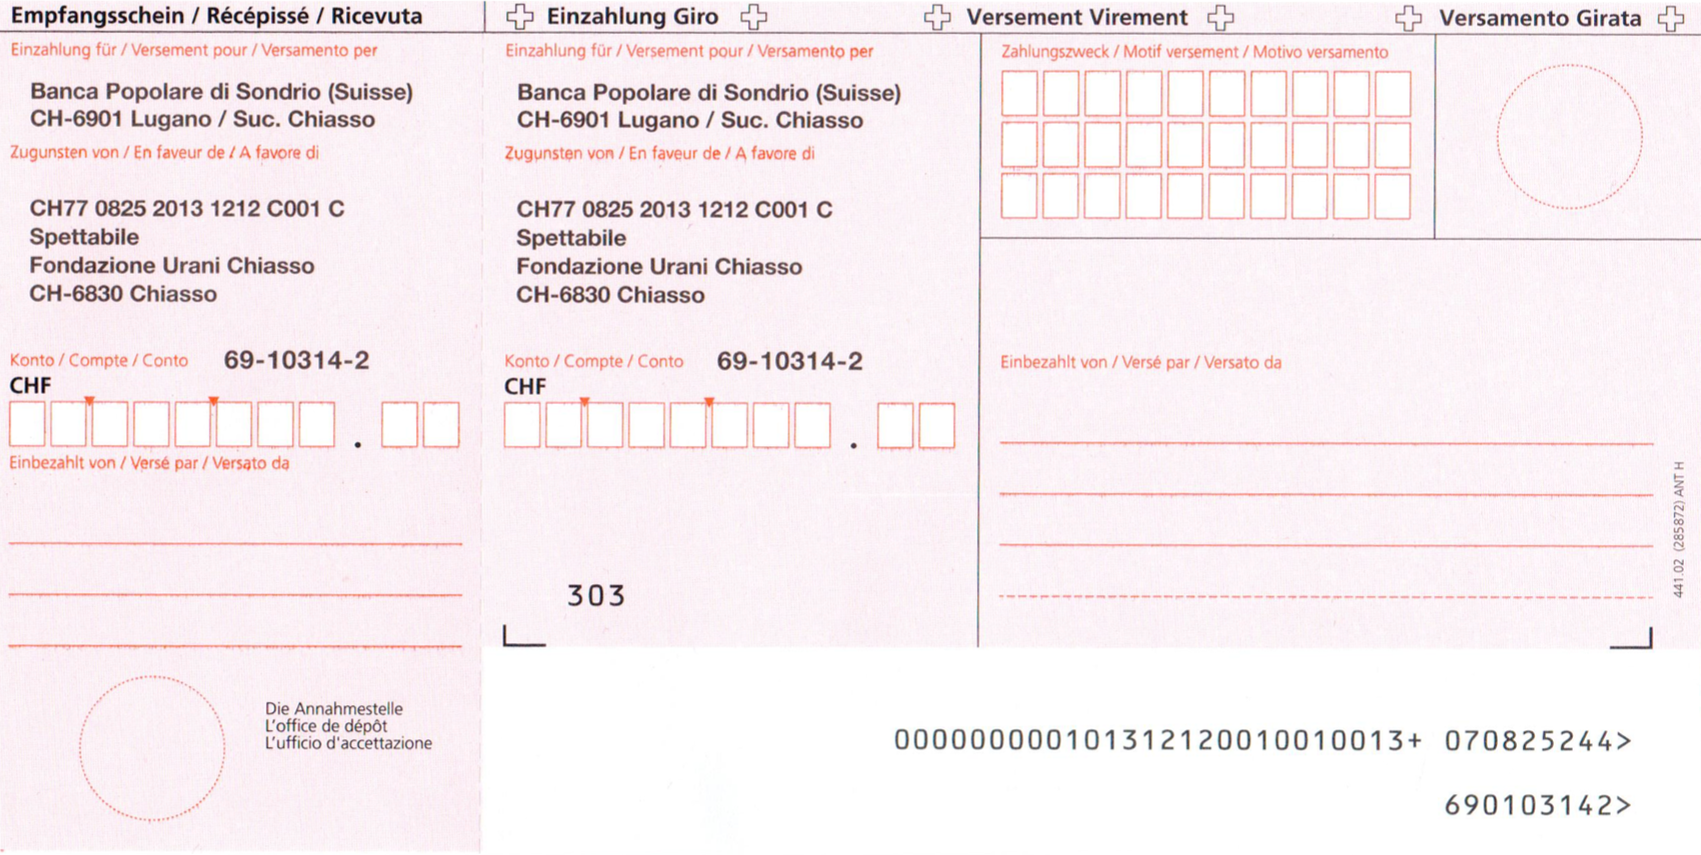 Empfangsschein / Récépissé / Ricevuta
Einzahlung für / Versement pour / Versamento per
Banca Popolare di Sondrio (Suisse)
CH-6901 Lugano / Suc. Chiasso
Zugunsten von / En faveur de / A favore di
CH77 0825 2013 1212 C001 C
Spettabile
Fondazione Urani Chiasso
CH-6830 Chiasso
Konto / Compte / Conto 69-10314-2
CHF
.
Einbezahlt von / Versé par / Versato da
Die Annahmestelle
L'office de dépôt
L'ufficio d'accettazione
Einzahlung Giro
Versement Virement
Versamento Girata
Einzahlung für / Versement pour / Versamento per
Banca Popolare di Sondrio (Suisse)
CH-6901 Lugano / Suc. Chiasso
Zugunsten von / En faveur de / A favore di
CH77 0825 2013 1212 C001 C
Spettabile
Fondazione Urani Chiasso
CH-6830 Chiasso
Konto / Compte / Conto 69-10314-2
CHF
.
303
Zahlungszweck / Motif versement / Motivo versamento
Einbezahlt von / Versé par / Versato da
441.02 (285872) ANT H
000000000101312120010010013+ 070825244>
690103142>